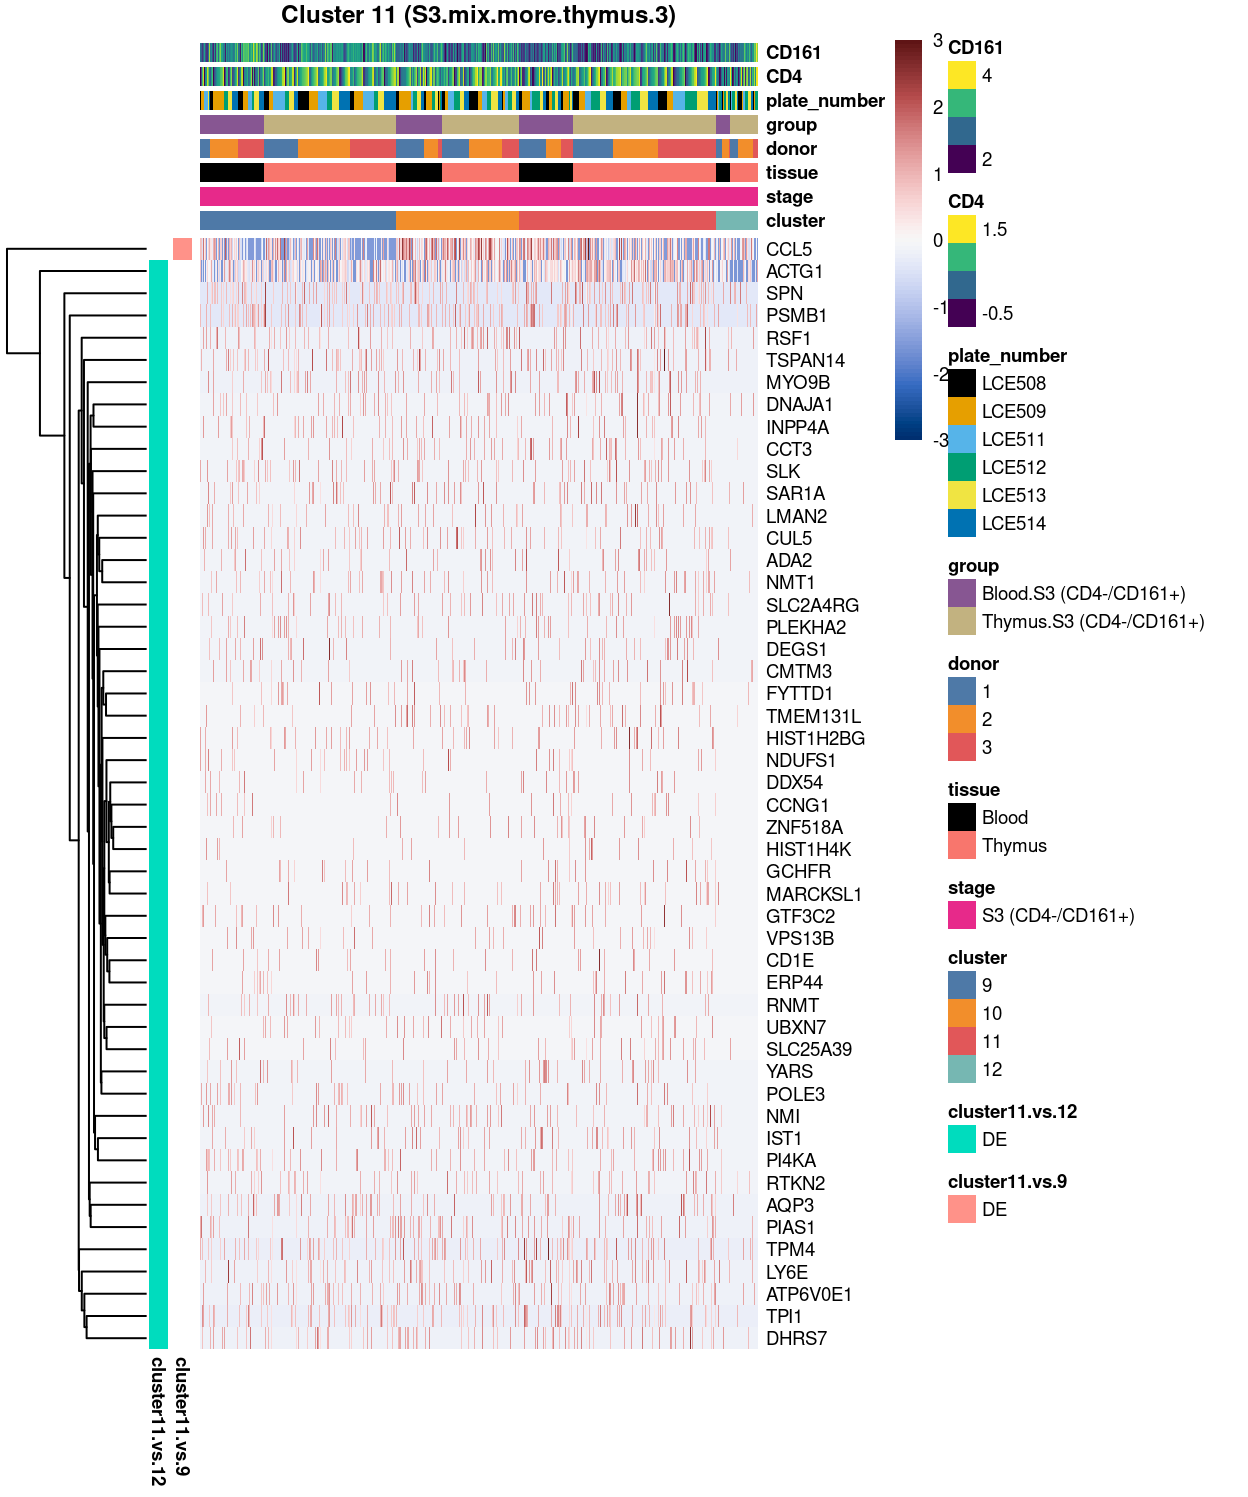 Cluster 11 (S3.mix.more.thymus.3)
CD161
CD4
plate_number
group
donor
tissue
stage
cluster
CCL5
ACTG1
SPN
PSMB1
RSF1
TSPAN14
MYO9B
DNAJA1
INPP4A
CCT3
SLK
SAR1A
LMAN2
CUL5
ADA2
NMT1
SLC2A4RG
PLEKHA2
DEGS1
CMTM3
FYTTD1
TMEM131L
HIST1H2BG
NDUFS1
DDX54
CCNG1
ZNF518A
HIST1H4K
GCHFR
MARCKSL1
GTF3C2
VPS13B
CD1E
ERP44
RNMT
UBXN7
SLC25A39
YARS
POLE3
NMI
IST1
PI4KA
RTKN2
AQP3
PIAS1
TPM4
LY6E
ATP6V0E1
TPI1
DHRS7
cluster11.vs.12
cluster11.vs.9
3
2
1
0
-1
-2
-3
CD161
4
2
CD4
1.5
-0.5
plate_number
LCE508
LCE509
LCE511
LCE512
LCE513
LCE514
group
Blood.S3 (CD4-/CD161+)
Thymus.S3 (CD4-/CD161+)
donor
1
2
3
tissue
Blood
Thymus
stage
S3 (CD4-/CD161+)
cluster
9
10
11
12
cluster11.vs.12
DE
cluster11.vs.9
DE